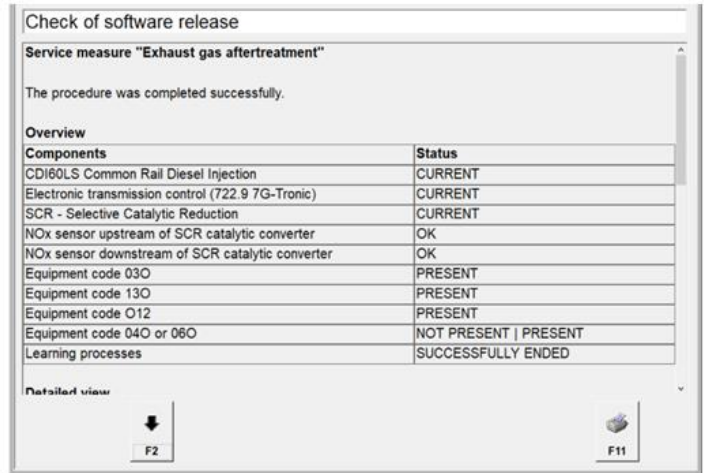 Check of software release
Service measure "Exhaust gas aftertreatment"
The procedure was completed successfully.
Overview
Components Status
CDI60LS Common Rail Diesel Injection CURRENT
Electronic transmission control (722.9 7G-Tronic) CURRENT
SCR - Selective Catalytic Reduction CURRENT
NOx sensor upstream of SCR catalytic converter OK
NOx sensor downstream of SCR catalytic converter OK
Equipment code 03O PRESENT
Equipment code 13O PRESENT
Equipment code O12 PRESENT
Equipment code 04O or 06O NOT PRESENT | PRESENT
Learning processes SUCCESSFULLY ENDED
Detailed view
F2 F11